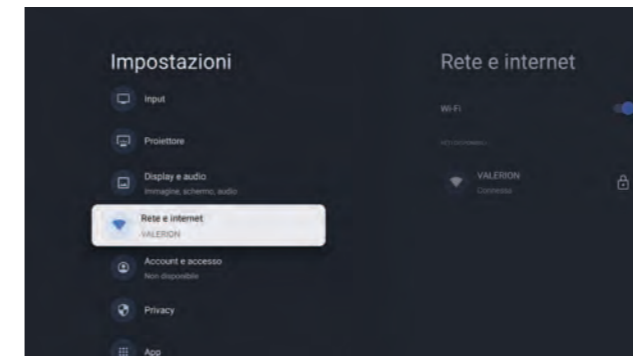 Impostazioni
Input
Proiettore
Display e audio
Immagine, schermo, audio
Rete e internet
VALERION
Account e accesso
Non disponibile
Privacy
App
Rete e internet
Wi-Fi
VALERION
Connesso